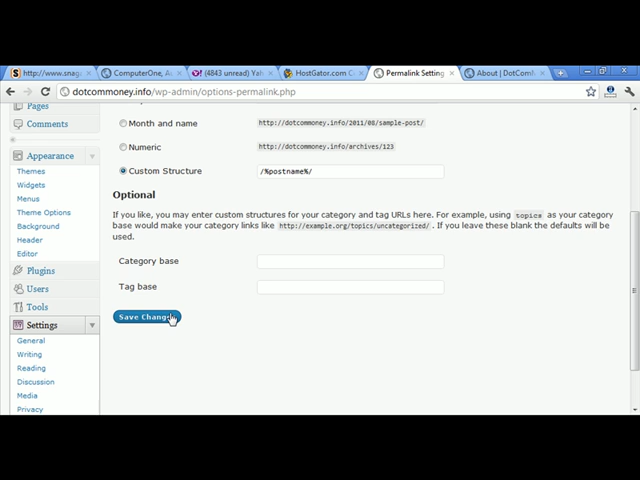 http://www.snag
ComputerOne, A
(4843 unread) Yah
HostGator.com C
Permalink Setting
About | DotComM
dotcommoney.info/wp-admin/options-permalink.php
Pages
Comments
Appearance
Themes
Widgets
Menus
Theme Options
Background
Header
Editor
Plugins
Users
Tools
Settings
General
Writing
Reading
Discussion
Media
Privacy
Month and name http://dotcommoney.info/2011/08/sample-post/
Numeric http://dotcommoney.info/archives/123
Custom Structure /%postname%/
Optional
If you like, you may enter custom structures for your category and tag URLs here. For example, using topics as your category
base would make your category links like http://example.org/topics/uncategorized/ . If you leave these blank the defaults will be
used.
Category base
Tag base
Save Changes